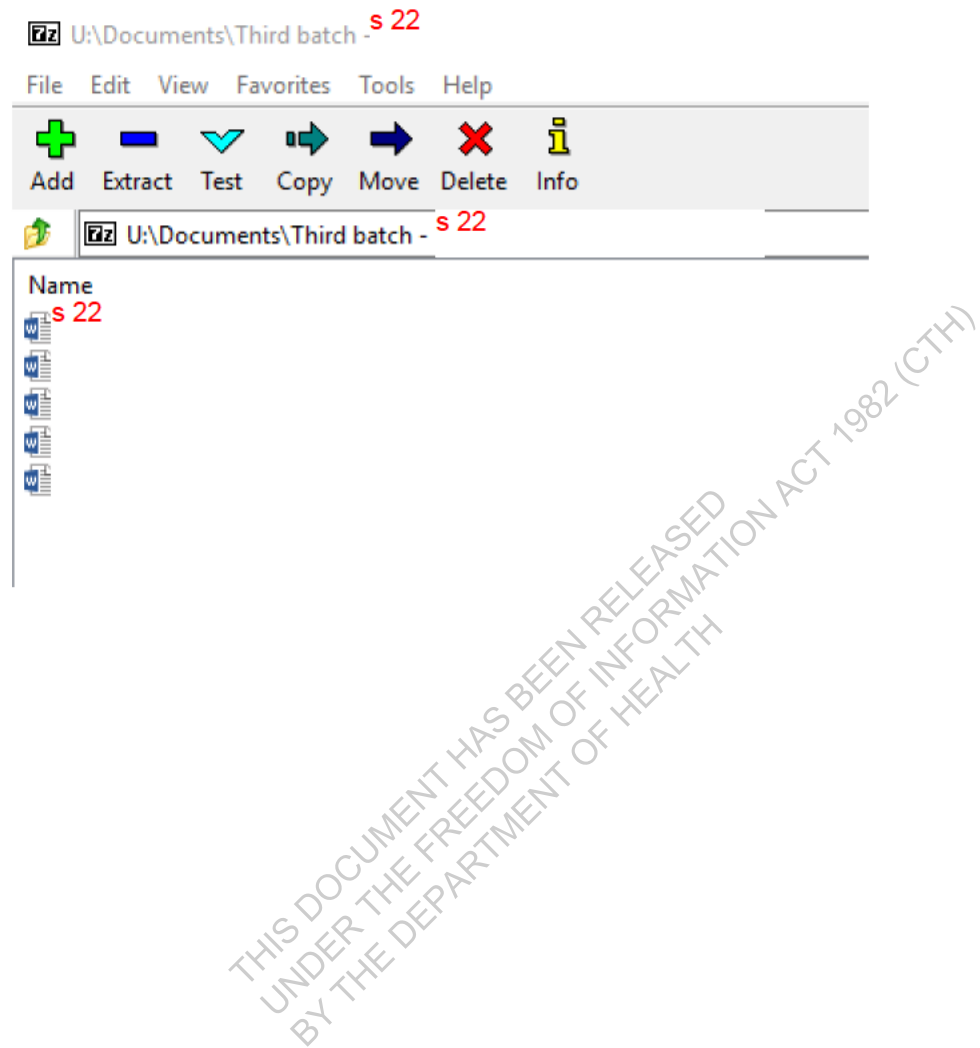 7z U:\Documents\Third batch - s 22
File Edit View Favorites Tools Help
Add Extract Test Copy Move Delete Info
7z U:\Documents\Third batch - s 22
Name
s 22
THIS DOCUMENT HAS BEEN RELEASED
UNDER THE FREEDOM OF INFORMATION ACT 1982 (CTH)
BY THE DEPARTMENT OF HEALTH